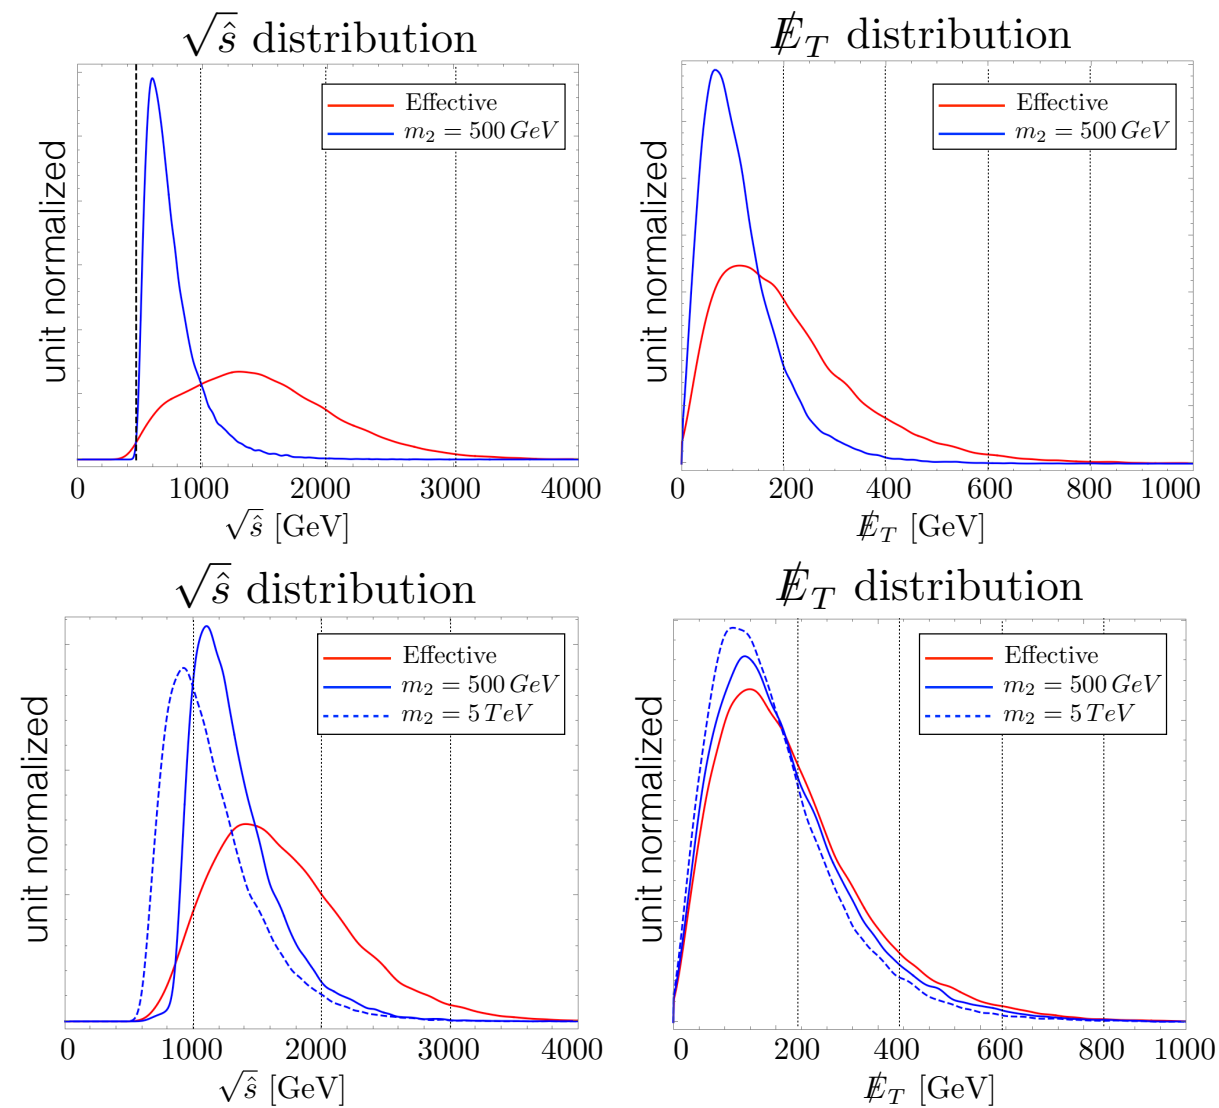 √ŝ distribution
unit normalized
Effective
m₂ = 500 GeV
0 1000 2000 3000 4000
√ŝ [GeV]
E̸_T distribution
unit normalized
Effective
m₂ = 500 GeV
0 200 400 600 800 1000
E̸_T [GeV]
√ŝ distribution
unit normalized
Effective
m₂ = 500 GeV
m₂ = 5 TeV
0 1000 2000 3000 4000
√ŝ [GeV]
E̸_T distribution
unit normalized
Effective
m₂ = 500 GeV
m₂ = 5 TeV
0 200 400 600 800 1000
E̸_T [GeV]